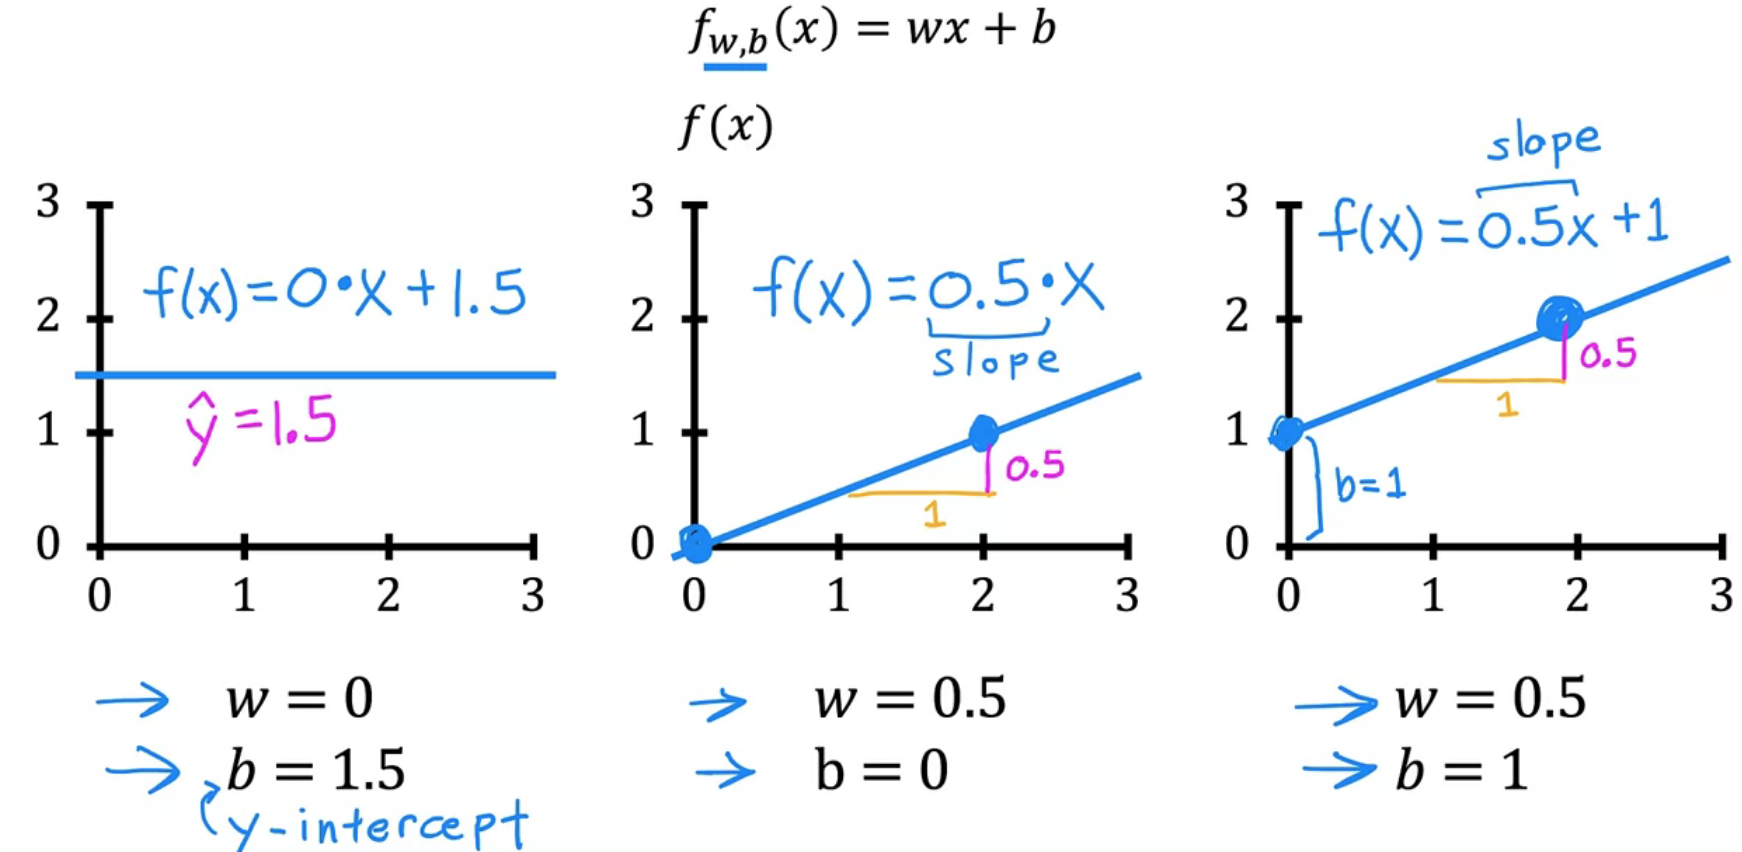 f_{w,b}(x) = wx + b
f(x)
3
2
1
0
0 1 2 3
f(x)=0•x+1.5
ŷ=1.5
w = 0
b = 1.5
y-intercept
3
2
1
0
0 1 2 3
f(x)=0.5•x
slope
0.5
1
w = 0.5
b = 0
slope
3
2
1
0
0 1 2 3
f(x)=0.5x+1
0.5
1
b=1
w = 0.5
b = 1